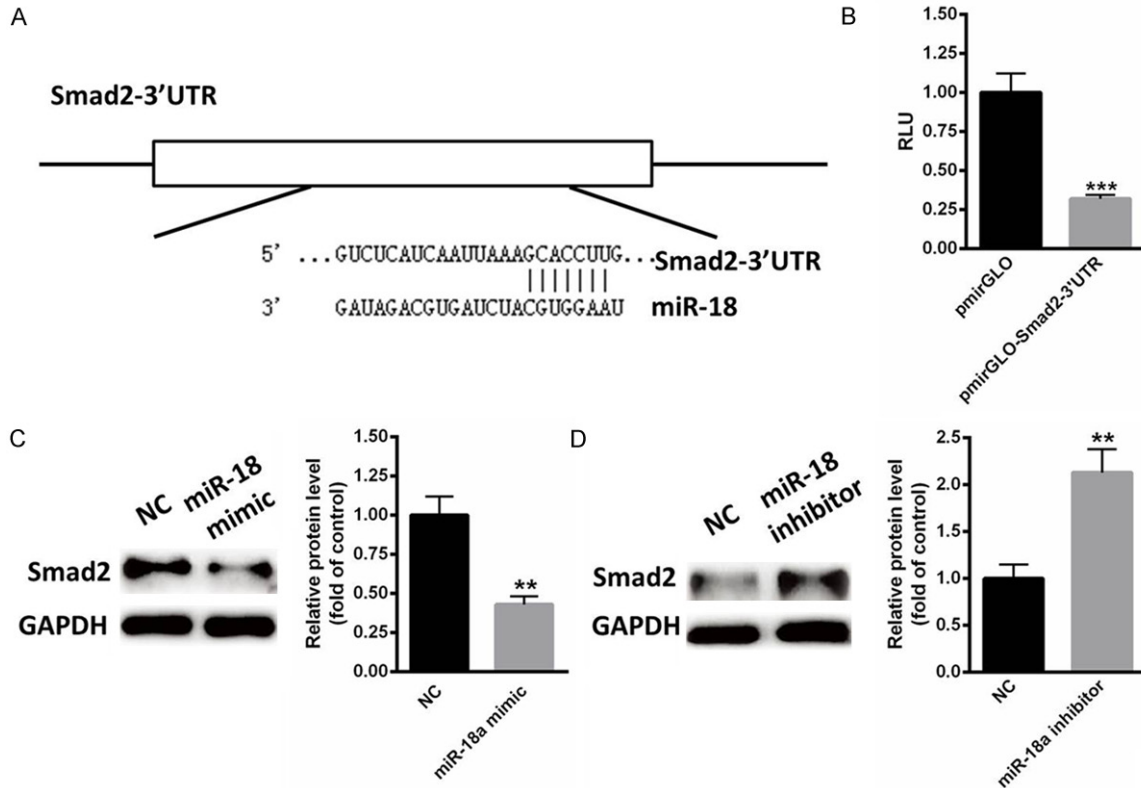 A
Smad2-3'UTR
5' ...GUCUCAUCAAUUAAAGCACCUUG... Smad2-3'UTR
3' GAUAGACGUGAUCUACGUGGAAU miR-18
B
RLU
1.50
1.25
1.00
0.75
0.50
0.25
0.00
***
pmirGLO
pmirGLO-Smad2-3'UTR
C
NC
miR-18
mimic
Smad2
GAPDH
Relative protein level
(fold of control)
1.50
1.25
1.00
0.75
0.50
0.25
0.00
**
NC
miR-18a mimic
D
NC
miR-18
inhibitor
Smad2
GAPDH
Relative protein level
(fold of control)
2.5
2.0
1.5
1.0
0.5
0.0
**
NC
miR-18a inhibitor